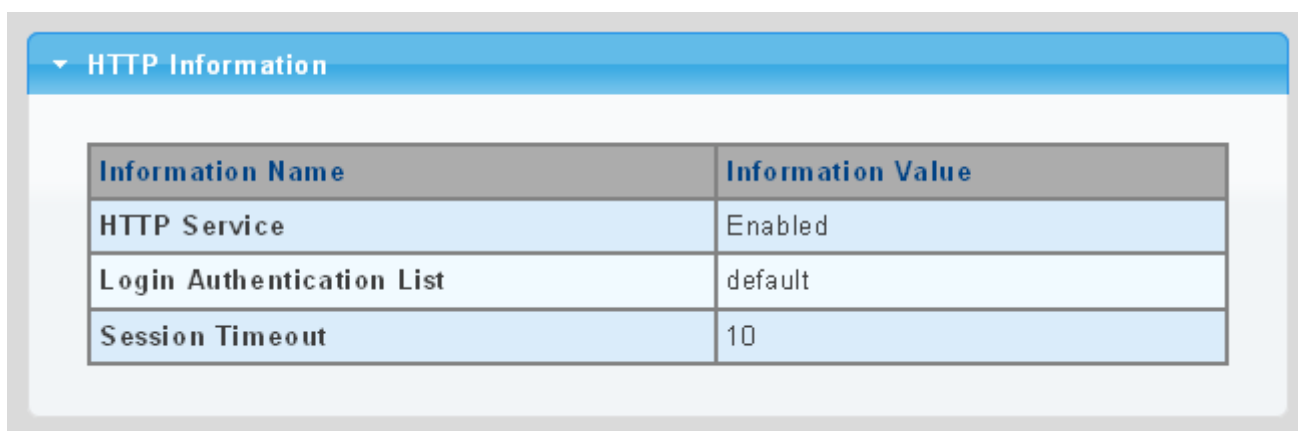 HTTP Information
Information Name Information Value
HTTP Service Enabled
Login Authentication List default
Session Timeout 10